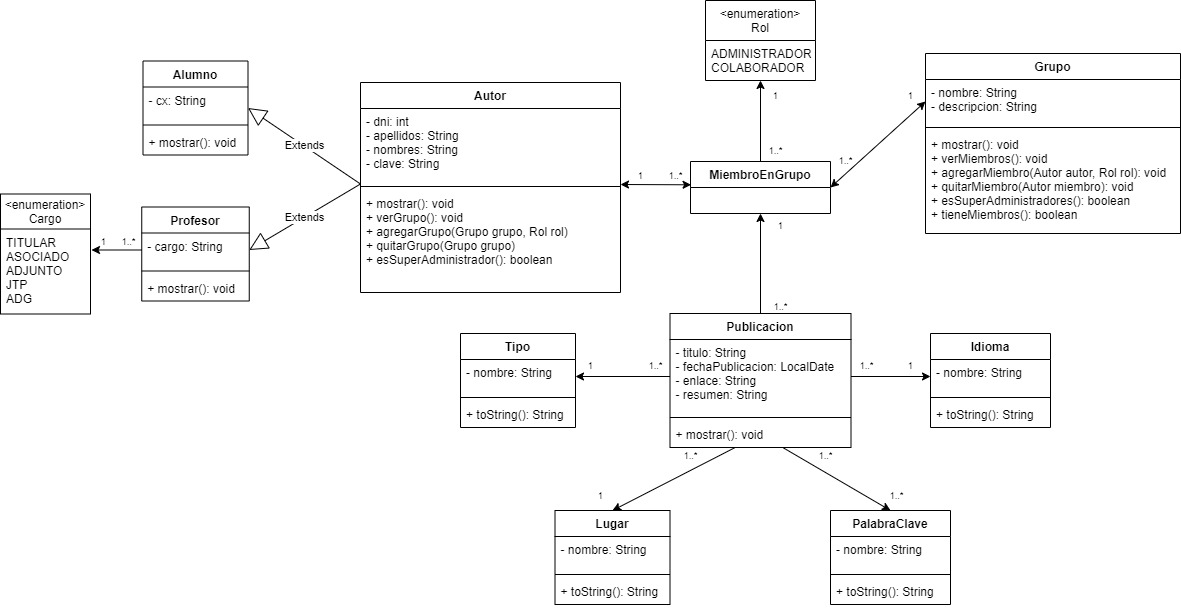 <enumeration>
Rol
ADMINISTRADOR
COLABORADOR
1
1..*
Grupo
- nombre: String
- descripcion: String
+ mostrar(): void
+ verMiembros(): void
+ agregarMiembro(Autor autor, Rol rol): void
+ quitarMiembro(Autor miembro): void
+ esSuperAdministradores(): boolean
+ tieneMiembros(): boolean
1
1..*
Alumno
- cx: String
+ mostrar(): void
Extends
Autor
- dni: int
- apellidos: String
- nombres: String
- clave: String
+ mostrar(): void
+ verGrupo(): void
+ agregarGrupo(Grupo grupo, Rol rol)
+ quitarGrupo(Grupo grupo)
+ esSuperAdministrador(): boolean
1
1..*
MiembroEnGrupo
1
1..*
<enumeration>
Cargo
TITULAR
ASOCIADO
ADJUNTO
JTP
ADG
1
1..*
Profesor
- cargo: String
+ mostrar(): void
Extends
Tipo
- nombre: String
+ toString(): String
1
1..*
Publicacion
- titulo: String
- fechaPublicacion: LocalDate
- enlace: String
- resumen: String
+ mostrar(): void
1..*
1
Idioma
- nombre: String
+ toString(): String
1..*
1
Lugar
- nombre: String
+ toString(): String
1..*
1..*
PalabraClave
- nombre: String
+ toString(): String